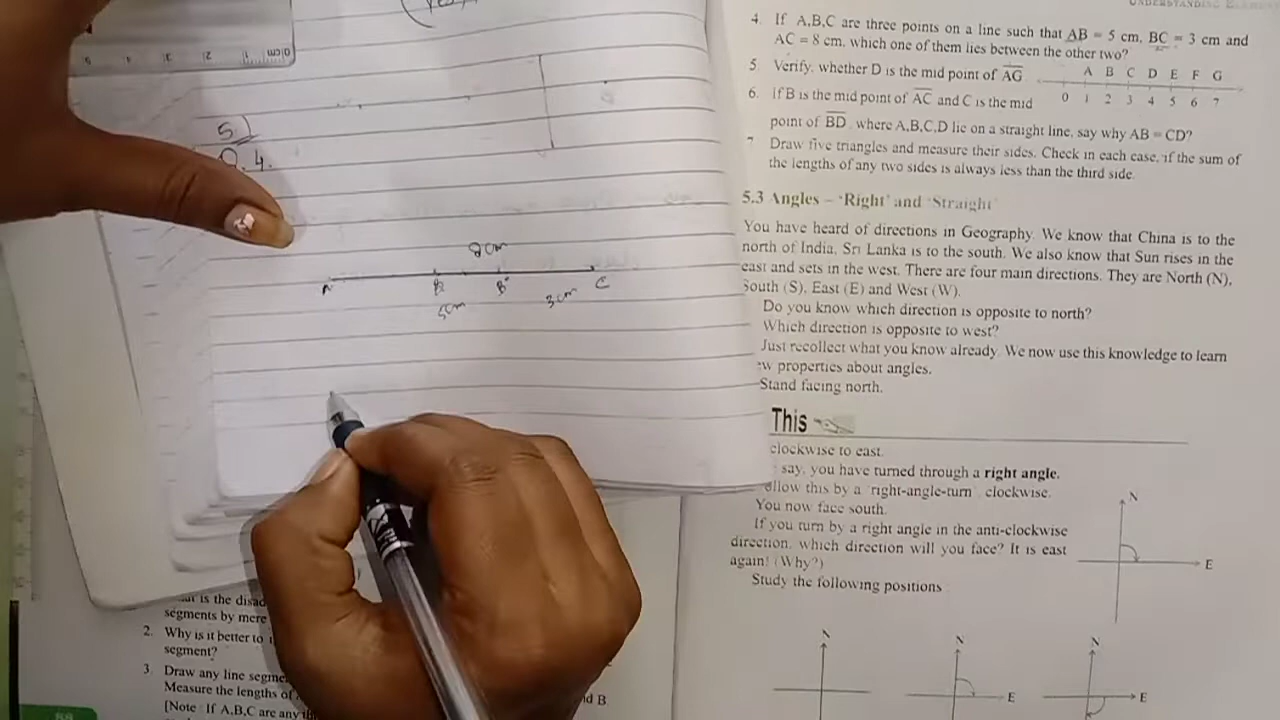 UNDERSTANDING
4. If A,B,C are three points on a line such that AB = 5 cm, BC = 3 cm and
AC = 8 cm, which one of them lies between the other two?
5. Verify, whether D is the mid point of AG
A B C D E F G
0 1 2 3 4 5 6 7
6. If B is the mid point of AC and C is the mid
point of BD, where A,B,C,D lie on a straight line, say why AB = CD?
7 Draw five triangles and measure their sides. Check in each case, if the sum of
the lengths of any two sides is always less than the third side.
5.3 Angles – 'Right' and 'Straight'
You have heard of directions in Geography. We know that China is to the
north of India, Sri Lanka is to the south. We also know that Sun rises in the
east and sets in the west. There are four main directions. They are North (N),
South (S), East (E) and West (W).
Do you know which direction is opposite to north?
Which direction is opposite to west?
Just recollect what you know already. We now use this knowledge to learn
ew properties about angles.
Stand facing north.
This
clockwise to east.
say, you have turned through a right angle.
ollow this by a 'right-angle-turn', clockwise.
You now face south.
If you turn by a right angle in the anti-clockwise
direction, which direction will you face? It is east
again! (Why?)
Study the following positions
N
E
N
N
E
N
E
5)
Q.4.
8cm
A
B
C
5cm
3cm
is the disad
segments by mere
2. Why is it better to
segment?
3 Draw any line segme
Measure the lengths of
[Note : If A,B,C are any
nd B